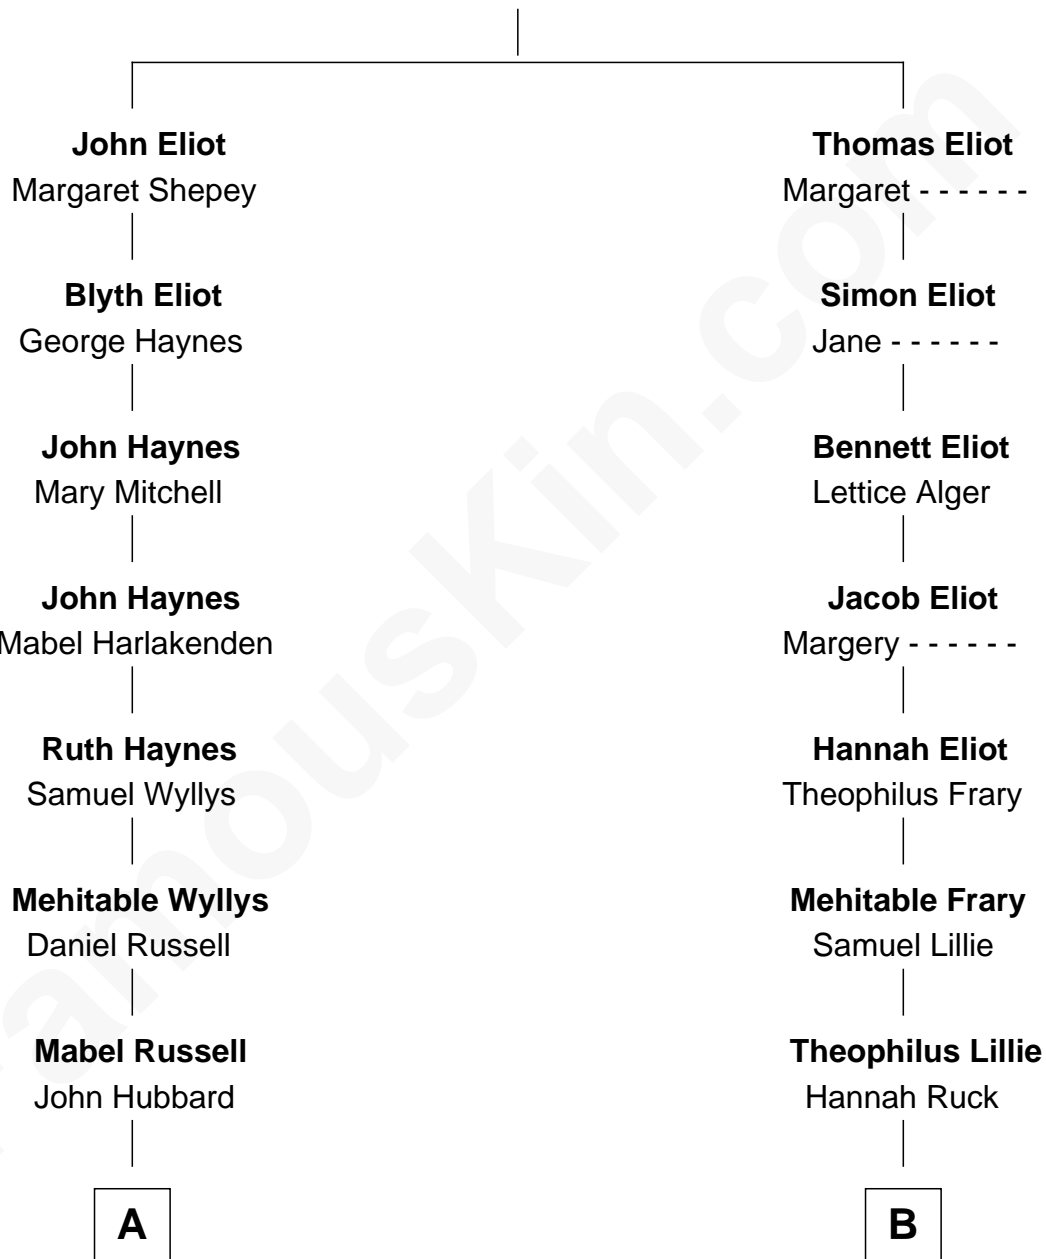 John Eliot
Margaret Shepey
Blyth Eliot
George Haynes
John Haynes
Mary Mitchell
John Haynes
Mabel Harlakenden
Ruth Haynes
Samuel Wyllys
Mehitable Wyllys
Daniel Russell
Mabel Russell
John Hubbard
A
Thomas Eliot
Margaret - - - - - -
Simon Eliot
Jane - - - - - -
Bennett Eliot
Lettice Alger
Jacob Eliot
Margery - - - - - -
Hannah Eliot
Theophilus Frary
Mehitable Frary
Samuel Lillie
Theophilus Lillie
Hannah Ruck
B
FamousKin.com